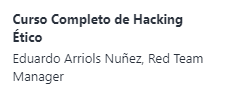 Curso Completo de Hacking
Ético
Eduardo Arriols Nuñez, Red Team
Manager